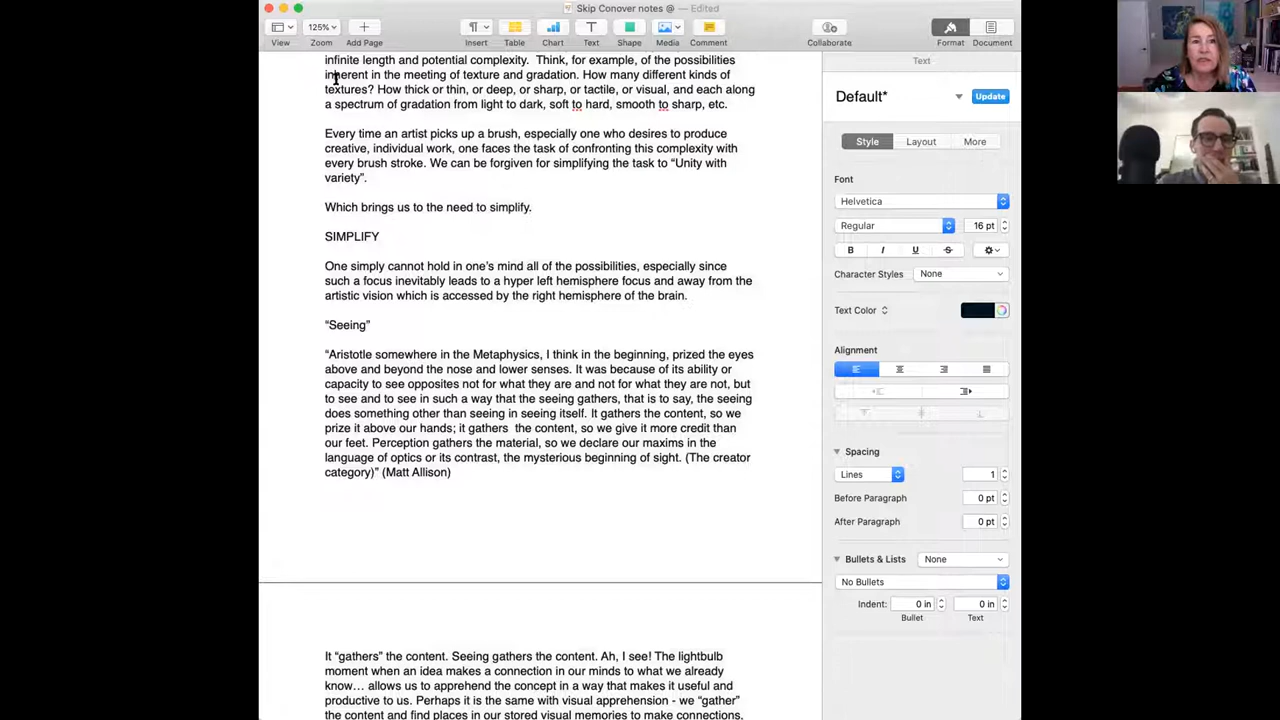 Skip Conover notes @ — Edited
125%
View
Zoom
Add Page
Insert
Table
Chart
Text
Shape
Media
Comment
Collaborate
Format
Document
infinite length and potential complexity.  Think, for example, of the possibilities
inherent in the meeting of texture and gradation. How many different kinds of
textures? How thick or thin, or deep, or sharp, or tactile, or visual, and each along
a spectrum of gradation from light to dark, soft to hard, smooth to sharp, etc.
Every time an artist picks up a brush, especially one who desires to produce
creative, individual work, one faces the task of confronting this complexity with
every brush stroke. We can be forgiven for simplifying the task to “Unity with
variety”.
Which brings us to the need to simplify.
SIMPLIFY
One simply cannot hold in one’s mind all of the possibilities, especially since
such a focus inevitably leads to a hyper left hemisphere focus and away from the
artistic vision which is accessed by the right hemisphere of the brain.
“Seeing”
“Aristotle somewhere in the Metaphysics, I think in the beginning, prized the eyes
above and beyond the nose and lower senses. It was because of its ability or
capacity to see opposites not for what they are and not for what they are not, but
to see and to see in such a way that the seeing gathers, that is to say, the seeing
does something other than seeing in seeing itself. It gathers the content, so we
prize it above our hands; it gathers  the content, so we give it more credit than
our feet. Perception gathers the material, so we declare our maxims in the
language of optics or its contrast, the mysterious beginning of sight. (The creator
category)” (Matt Allison)
It “gathers” the content. Seeing gathers the content. Ah, I see! The lightbulb
moment when an idea makes a connection in our minds to what we already
know… allows us to apprehend the concept in a way that makes it useful and
productive to us. Perhaps it is the same with visual apprehension - we “gather”
the content and find places in our stored visual memories to make connections,
Text
Default*
Update
Style
Layout
More
Font
Helvetica
Regular
16 pt
B
I
U
S
Character Styles
None
Text Color
Alignment
Spacing
Lines
1
Before Paragraph
0 pt
After Paragraph
0 pt
Bullets & Lists
None
No Bullets
Indent:
0 in
0 in
Bullet
Text